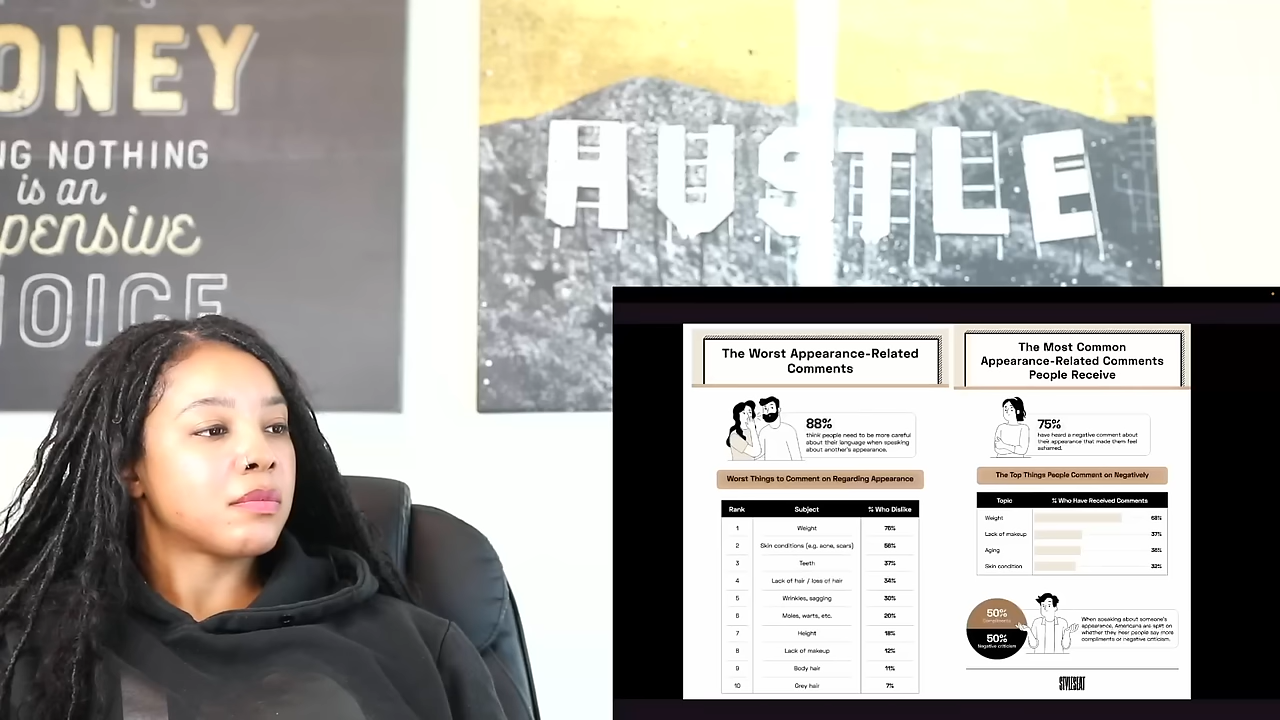 ONEY
NG NOTHING
is an
pensive
HOICE
HUSTLE
The Worst Appearance-Related
Comments
88%
think people need to be more careful
about their language when speaking
about another's appearance.
Worst Things to Comment on Regarding Appearance
Rank Subject % Who Dislike
1 Weight 76%
2 Skin conditions (e.g. acne, scars) 56%
3 Teeth 37%
4 Lack of hair / loss of hair 34%
5 Wrinkles, sagging 30%
6 Moles, warts, etc. 20%
7 Height 18%
8 Lack of makeup 12%
9 Body hair 11%
10 Grey hair 7%
The Most Common
Appearance-Related Comments
People Receive
75%
have heard a negative comment about
their appearance that made them feel
ashamed.
The Top Things People Comment on Negatively
Topic % Who Have Received Comments
Weight 68%
Lack of makeup 37%
Aging 36%
Skin condition 32%
50%
Compliments
50%
Negative criticism
When speaking about someone's
appearance, Americans are split on
whether they hear people say more
compliments or negative criticism.
STYLESEAT